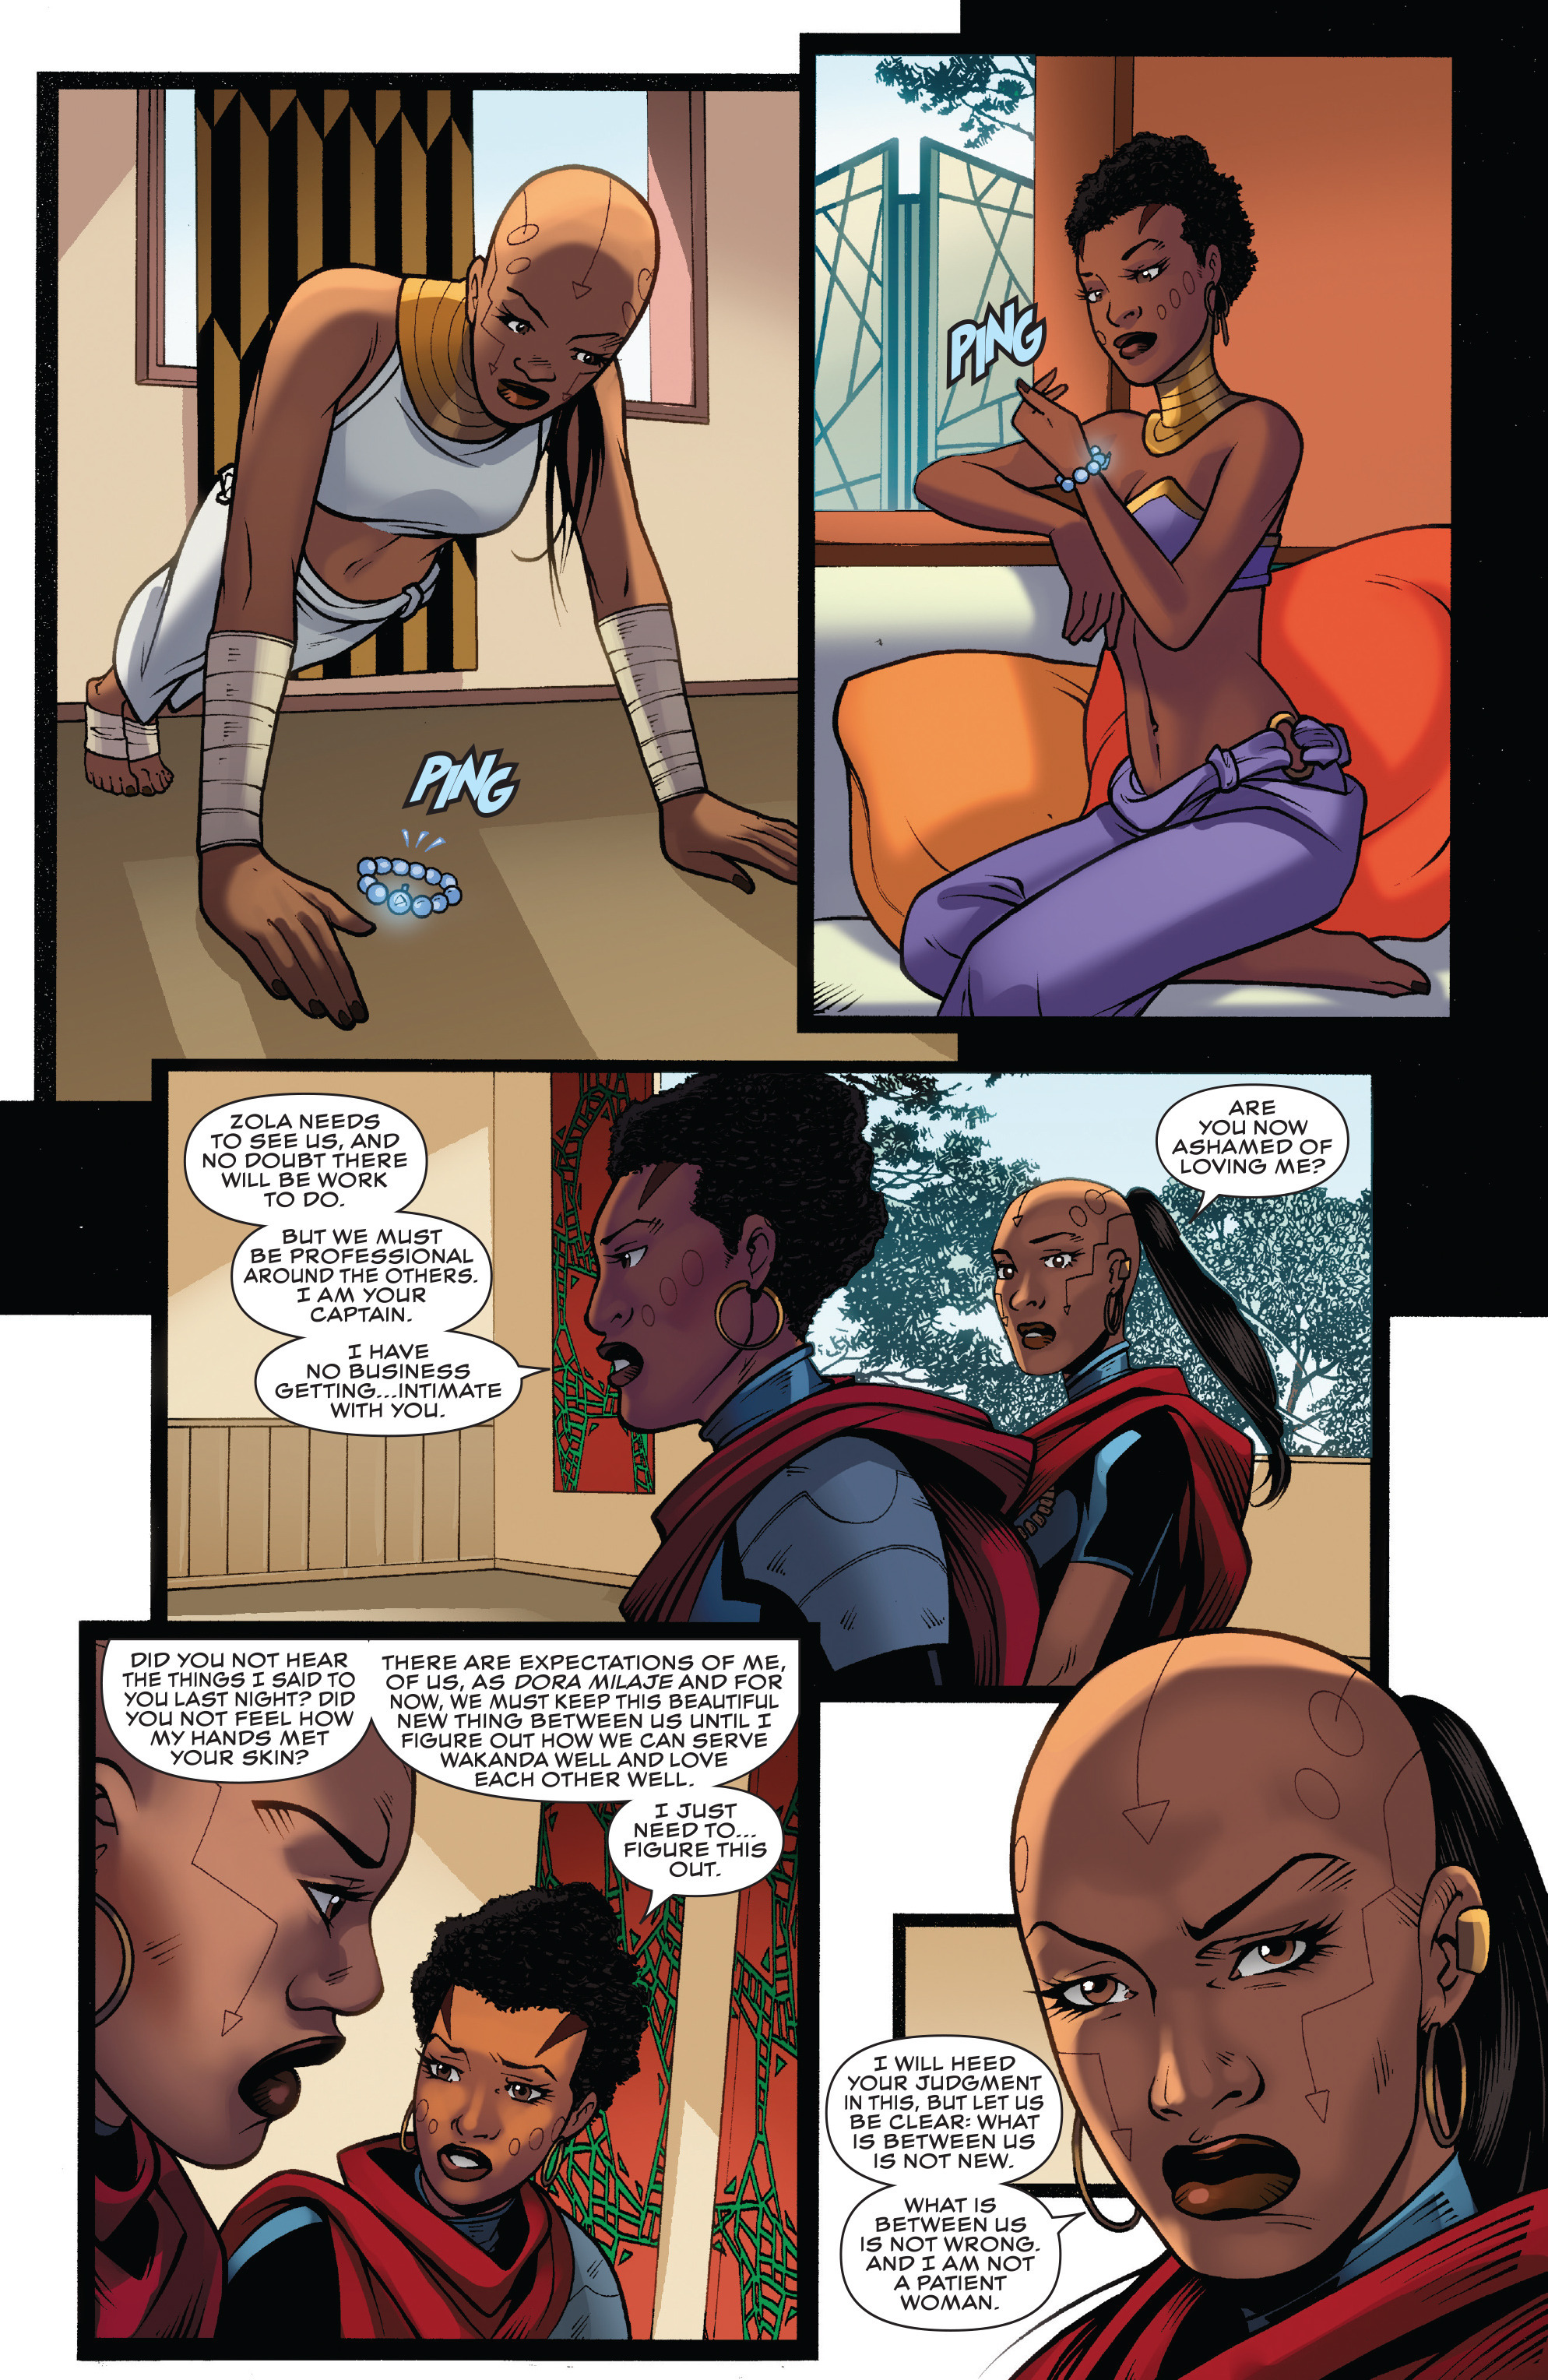 PING
PING
ZOLA NEEDS
TO SEE US, AND
NO DOUBT THERE
WILL BE WORK
TO DO.
BUT WE MUST
BE PROFESSIONAL
AROUND THE OTHERS.
I AM YOUR
CAPTAIN.
I HAVE
NO BUSINESS
GETTING...INTIMATE
WITH YOU.
ARE
YOU NOW
ASHAMED OF
LOVING ME?
DID YOU NOT HEAR
THE THINGS I SAID TO
YOU LAST NIGHT? DID
YOU NOT FEEL HOW
MY HANDS MET
YOUR SKIN?
THERE ARE EXPECTATIONS OF ME,
OF US, AS DORA MILAJE AND FOR
NOW, WE MUST KEEP THIS BEAUTIFUL
NEW THING BETWEEN US UNTIL I
FIGURE OUT HOW WE CAN SERVE
WAKANDA WELL AND LOVE
EACH OTHER WELL.
I JUST
NEED TO...
FIGURE THIS
OUT.
I WILL HEED
YOUR JUDGMENT
IN THIS, BUT LET US
BE CLEAR: WHAT
IS BETWEEN US
IS NOT NEW.
WHAT IS
BETWEEN US
IS NOT WRONG.
AND I AM NOT
A PATIENT
WOMAN.